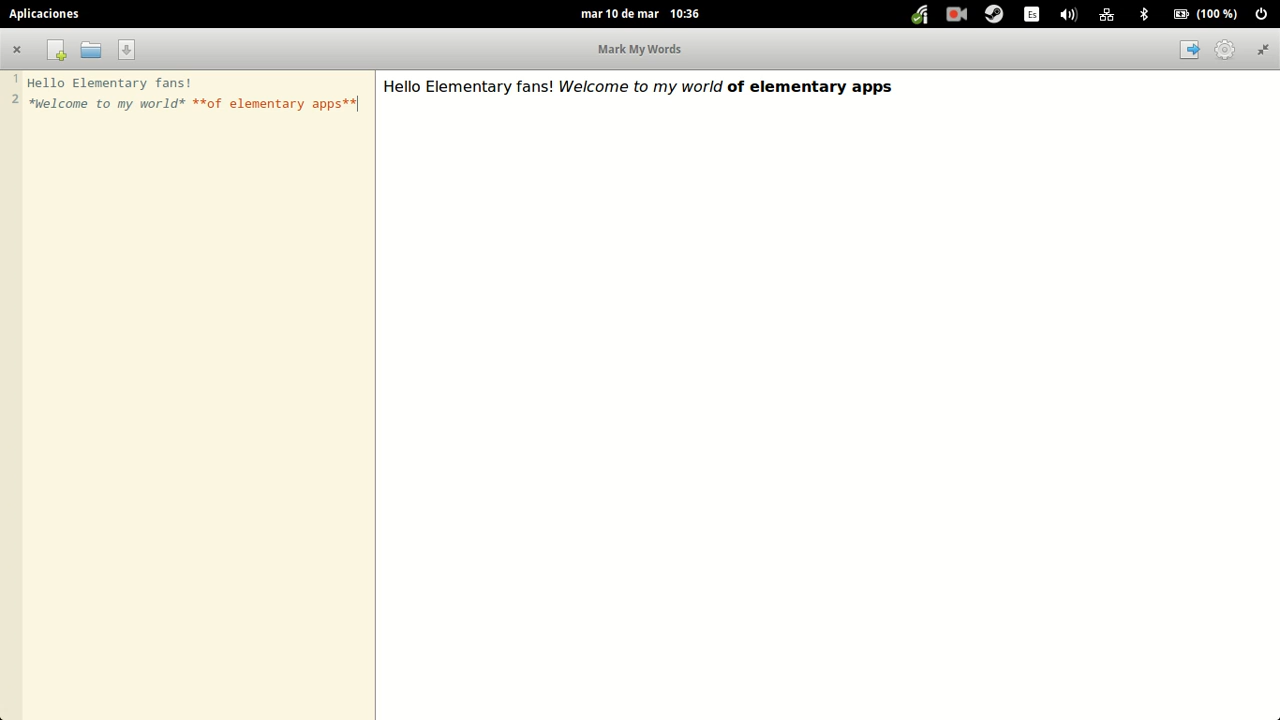 Aplicaciones mar 10 de mar 10:36 Es (100 %)
Mark My Words
1 Hello Elementary fans!
2 *Welcome to my world* **of elementary apps**
Hello Elementary fans! Welcome to my world of elementary apps